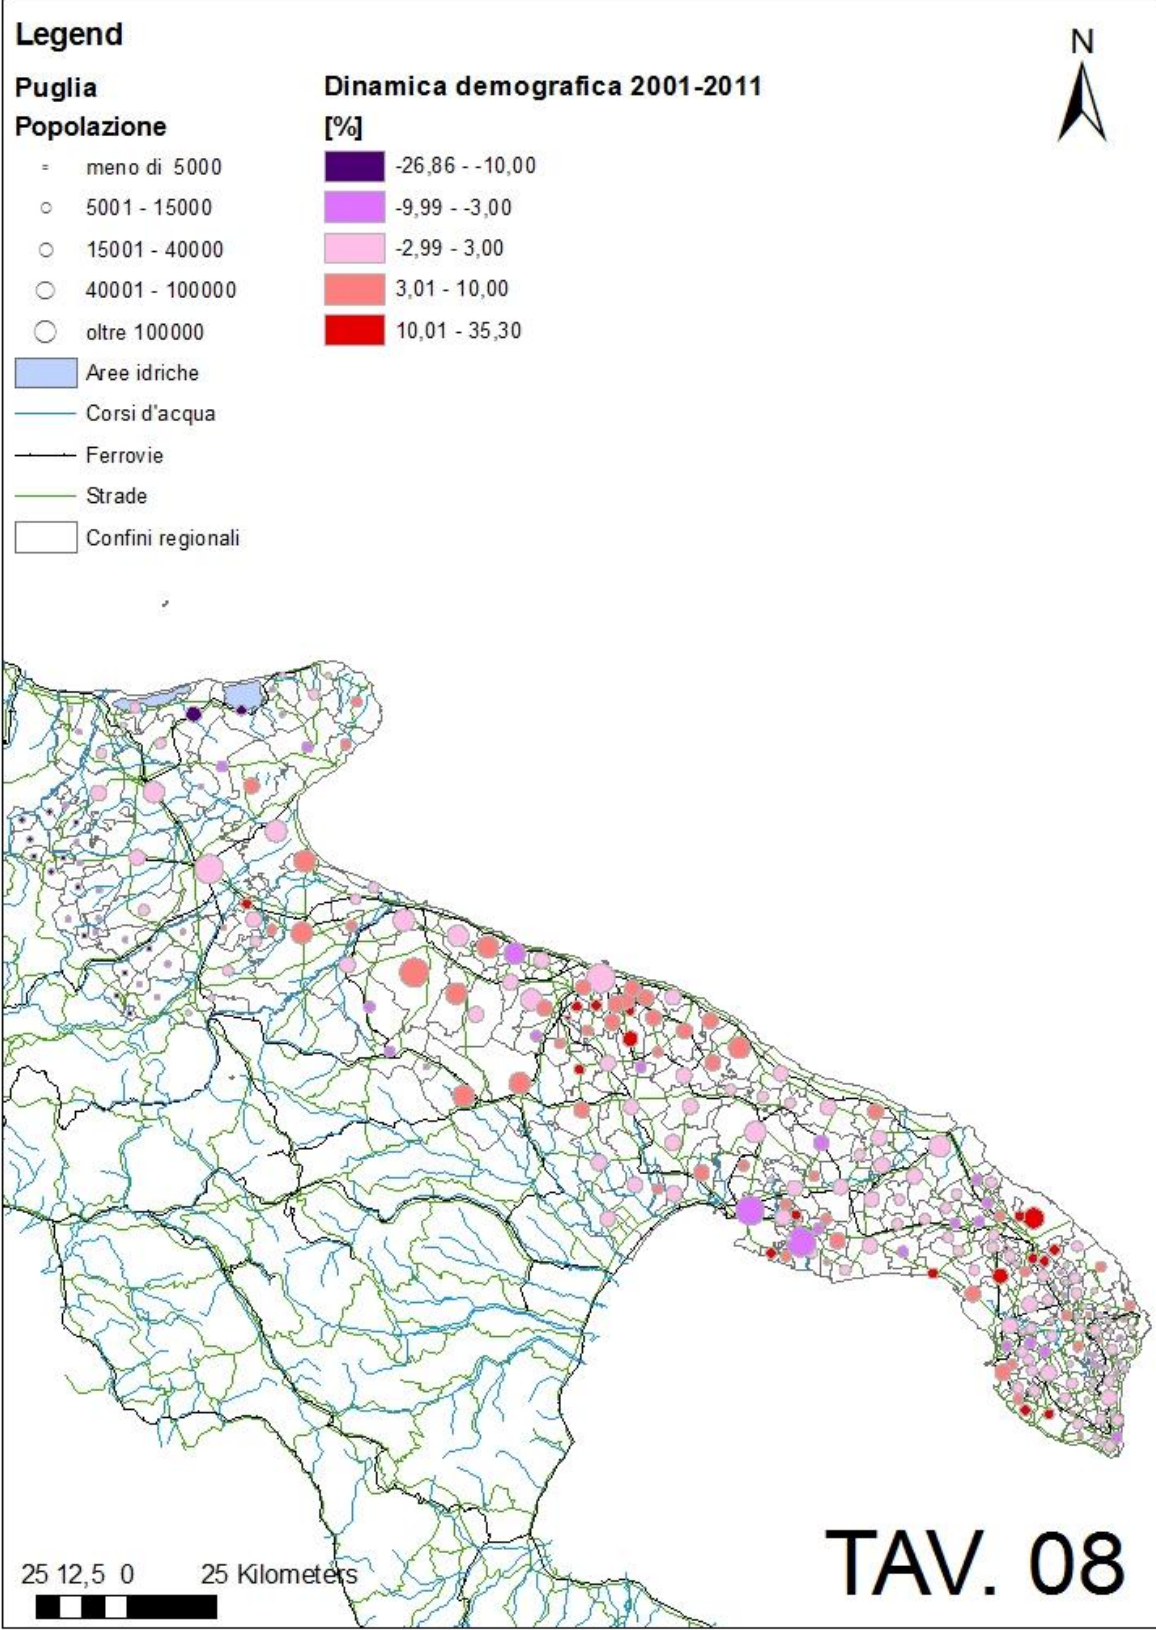 Legend
N
Puglia
Popolazione
meno di 5000
5001 - 15000
15001 - 40000
40001 - 100000
oltre 100000
Aree idriche
Corsi d'acqua
Ferrovie
Strade
Confini regionali
Dinamica demografica 2001-2011
[%]
-26,86 - -10,00
-9,99 - -3,00
-2,99 - 3,00
3,01 - 10,00
10,01 - 35,30
25 12,5 0 25 Kilometers
TAV. 08